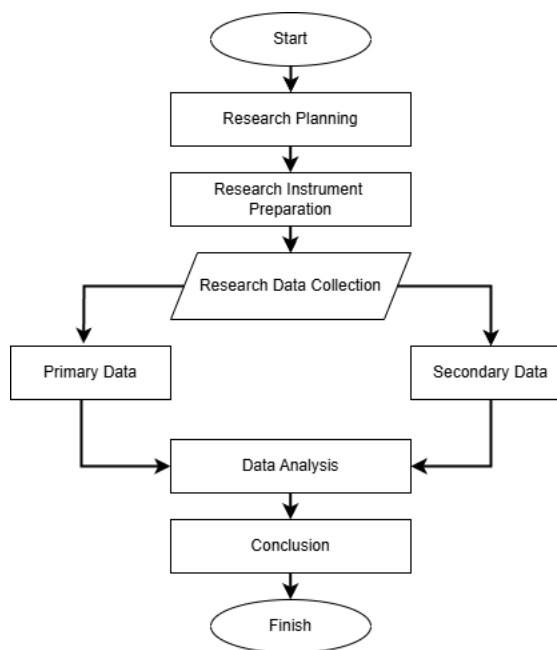 Start
Research Planning
Research Instrument
Preparation
Research Data Collection
Primary Data
Secondary Data
Data Analysis
Conclusion
Finish